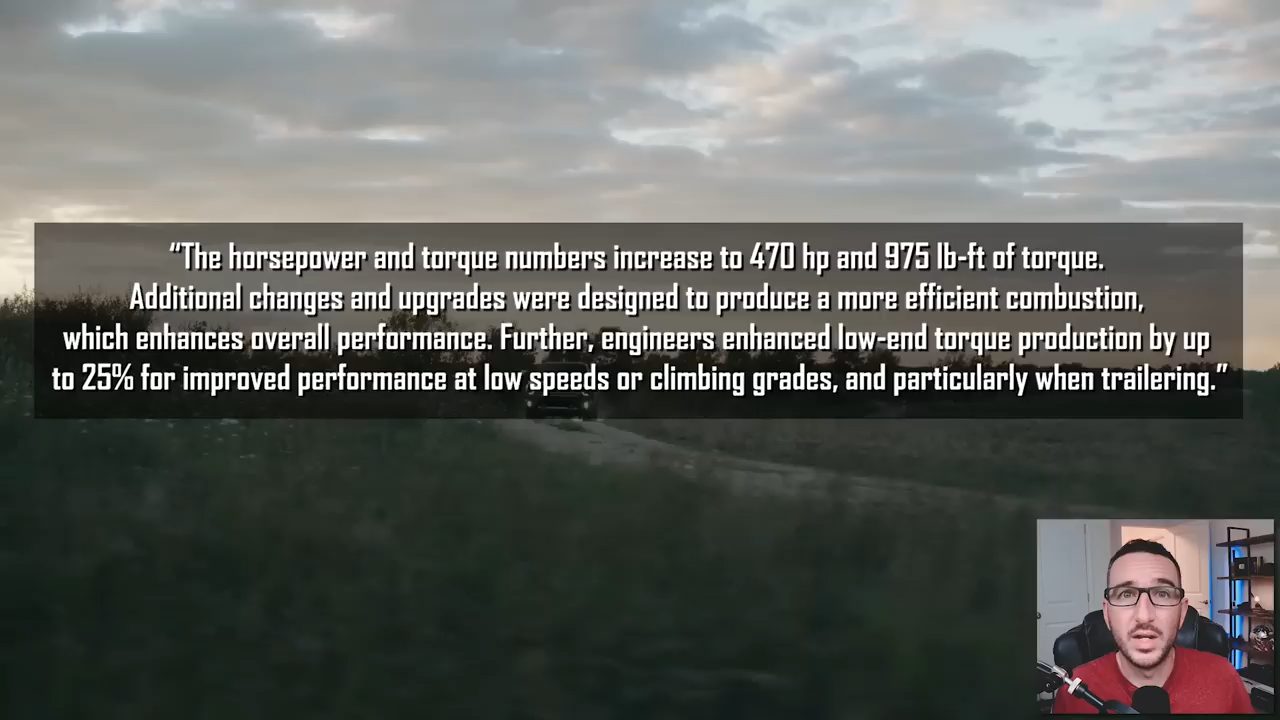 “The horsepower and torque numbers increase to 470 hp and 975 lb-ft of torque.
Additional changes and upgrades were designed to produce a more efficient combustion,
which enhances overall performance. Further, engineers enhanced low-end torque production by up
to 25% for improved performance at low speeds or climbing grades, and particularly when trailering.”